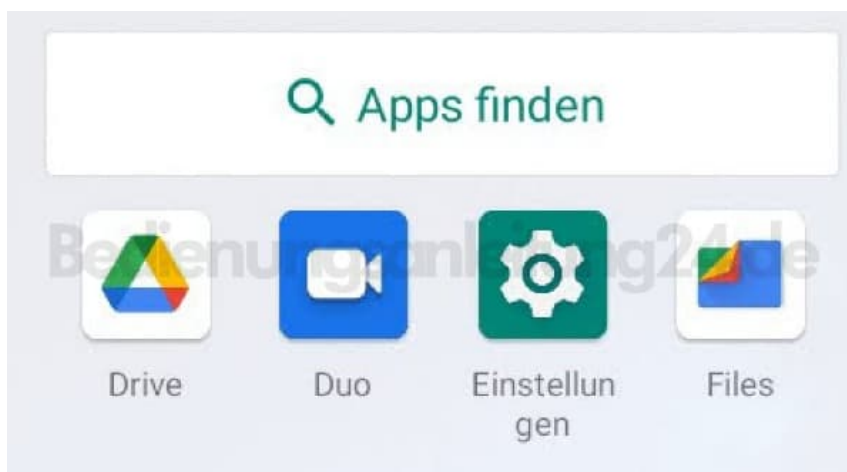 Apps finden
Bedienungsanleitung24.de
Drive
Duo
Einstellun
gen
Files